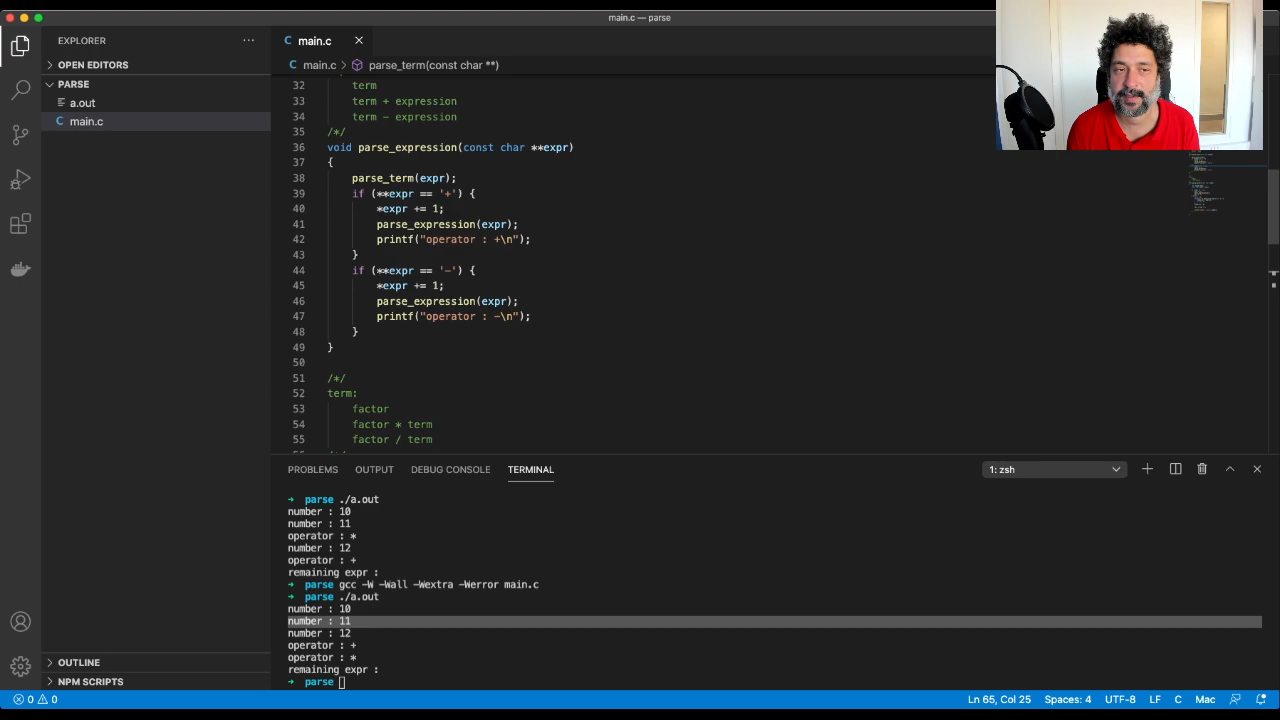 main.c — parse
EXPLORER
main.c
OPEN EDITORS
main.c > parse_term(const char **)
PARSE
a.out
main.c
32 term
33 term + expression
34 term - expression
35 /*/
36 void parse_expression(const char **expr)
37 {
38 parse_term(expr);
39 if (**expr == '+') {
40 *expr += 1;
41 parse_expression(expr);
42 printf("operator : +\n");
43 }
44 if (**expr == '-') {
45 *expr += 1;
46 parse_expression(expr);
47 printf("operator : -\n");
48 }
49 }
50
51 /*/
52 term:
53 factor
54 factor * term
55 factor / term
PROBLEMS OUTPUT DEBUG CONSOLE TERMINAL 1: zsh
→ parse ./a.out
number : 10
number : 11
operator : *
number : 12
operator : +
remaining expr :
→ parse gcc -W -Wall -Wextra -Werror main.c
→ parse ./a.out
number : 10
number : 11
number : 12
operator : +
operator : *
remaining expr :
→ parse
OUTLINE
NPM SCRIPTS
0 0 Ln 65, Col 25 Spaces: 4 UTF-8 LF C Mac